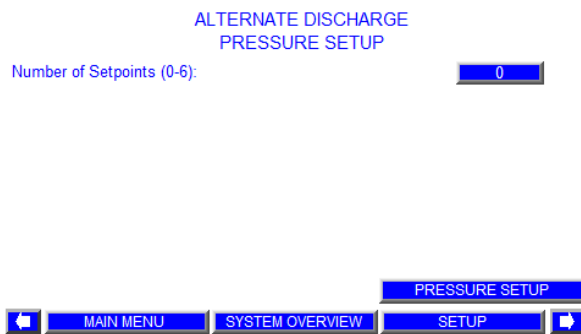 ALTERNATE DISCHARGE
PRESSURE SETUP
Number of Setpoints (0-6): 0
PRESSURE SETUP
MAIN MENU SYSTEM OVERVIEW SETUP